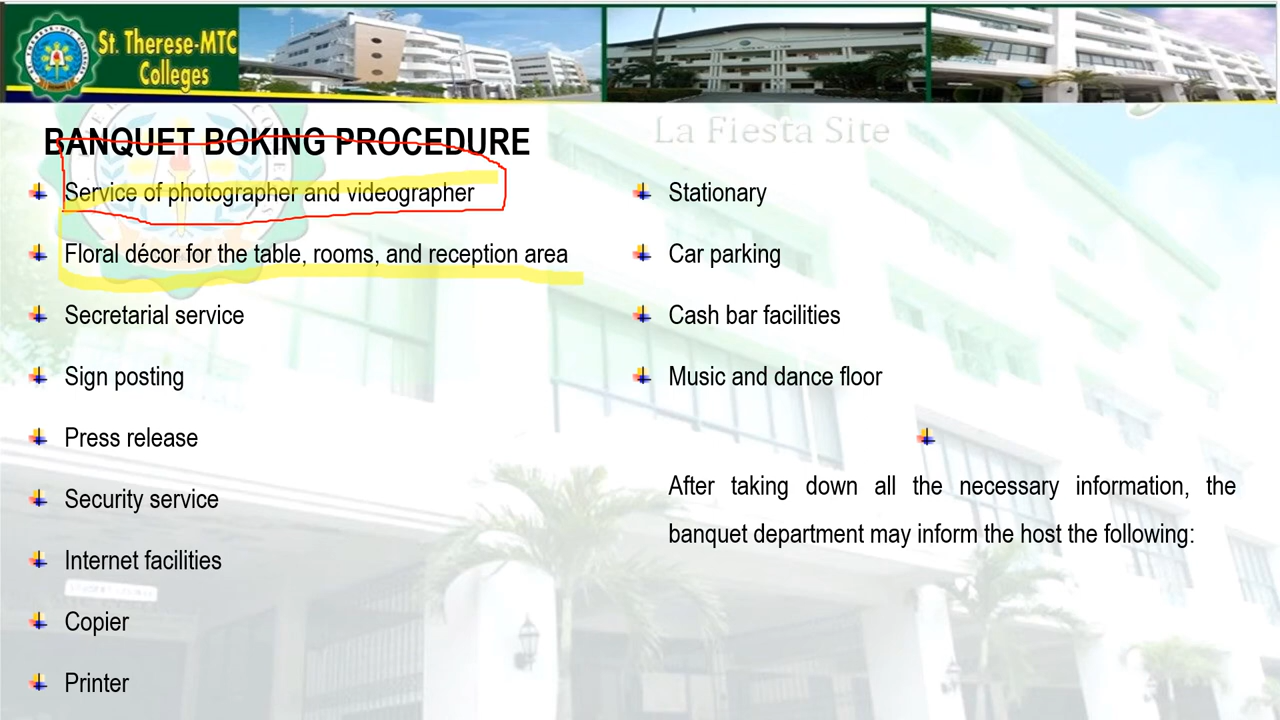 St. Therese-MTC
Colleges
La Fiesta Site
BANQUET BOKING PROCEDURE
Service of photographer and videographer
Floral décor for the table, rooms, and reception area
Secretarial service
Sign posting
Press release
Security service
Internet facilities
Copier
Printer
Stationary
Car parking
Cash bar facilities
Music and dance floor
After taking down all the necessary information, the
banquet department may inform the host the following: